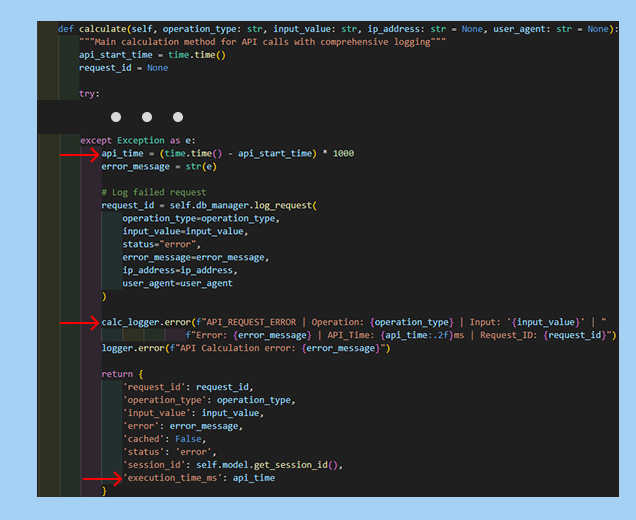 def calculate(self, operation_type: str, input_value: str, ip_address: str = None, user_agent: str = None):
"""Main calculation method for API calls with comprehensive logging"""
api_start_time = time.time()
request_id = None
try:
except Exception as e:
api_time = (time.time() - api_start_time) * 1000
error_message = str(e)
# Log failed request
request_id = self.db_manager.log_request(
operation_type=operation_type,
input_value=input_value,
status="error",
error_message=error_message,
ip_address=ip_address,
user_agent=user_agent
)
calc_logger.error(f"API_REQUEST_ERROR | Operation: {operation_type} | Input: '{input_value}' | "
f"Error: {error_message} | API_Time: {api_time:.2f}ms | Request_ID: {request_id}")
logger.error(f"API Calculation error: {error_message}")
return {
'request_id': request_id,
'operation_type': operation_type,
'input_value': input_value,
'error': error_message,
'cached': False,
'status': 'error',
'session_id': self.model.get_session_id(),
'execution_time_ms': api_time
}